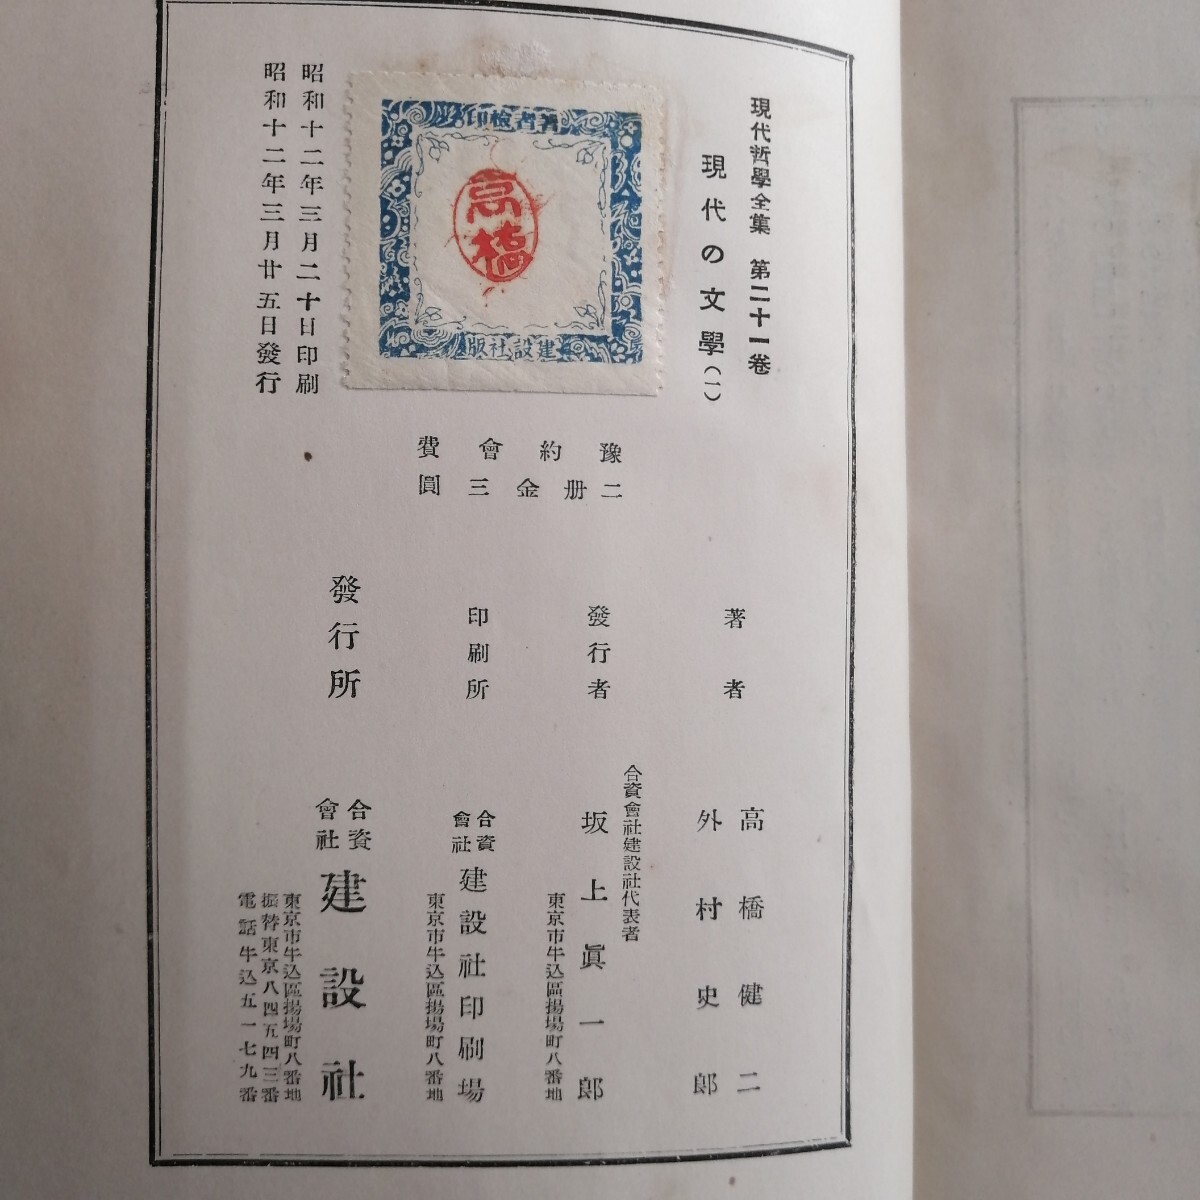 現代哲學全集 第二十一卷
現代の文學（一）
著者檢印
高橋
建設社版
昭和十二年三月二十日印刷
昭和十二年三月廿五日發行
豫約會費
二册金三圓
著者
高橋健二
外村史郎
發行者
合資會社建設社代表者
坂上眞一郎
東京市牛込區揚場町八番地
印刷所
合資會社 建設社印刷場
東京市牛込區揚場町八番地
發行所
合資會社 建設社
東京市牛込區揚場町八番地
振替東京八四五四三番
電話牛込五一七九番